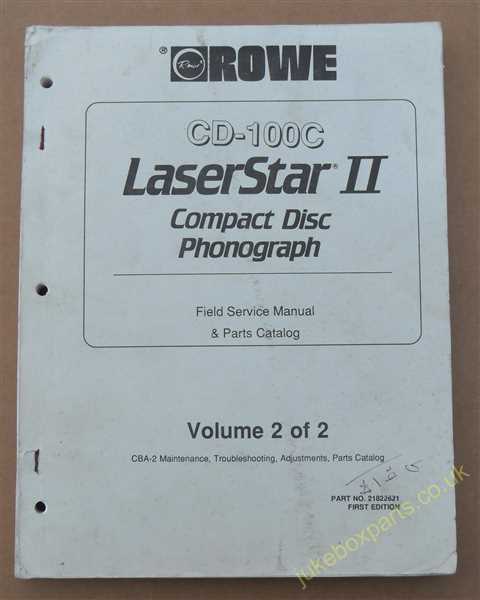 ® Rowe ROWE
CD-100C
LaserStar® II
Compact Disc
Phonograph
Field Service Manual
& Parts Catalog
Volume 2 of 2
CBA-2 Maintenance, Troubleshooting, Adjustments, Parts Catalog
PART NO. 21822621
FIRST EDITION
jukeboxparts.co.uk